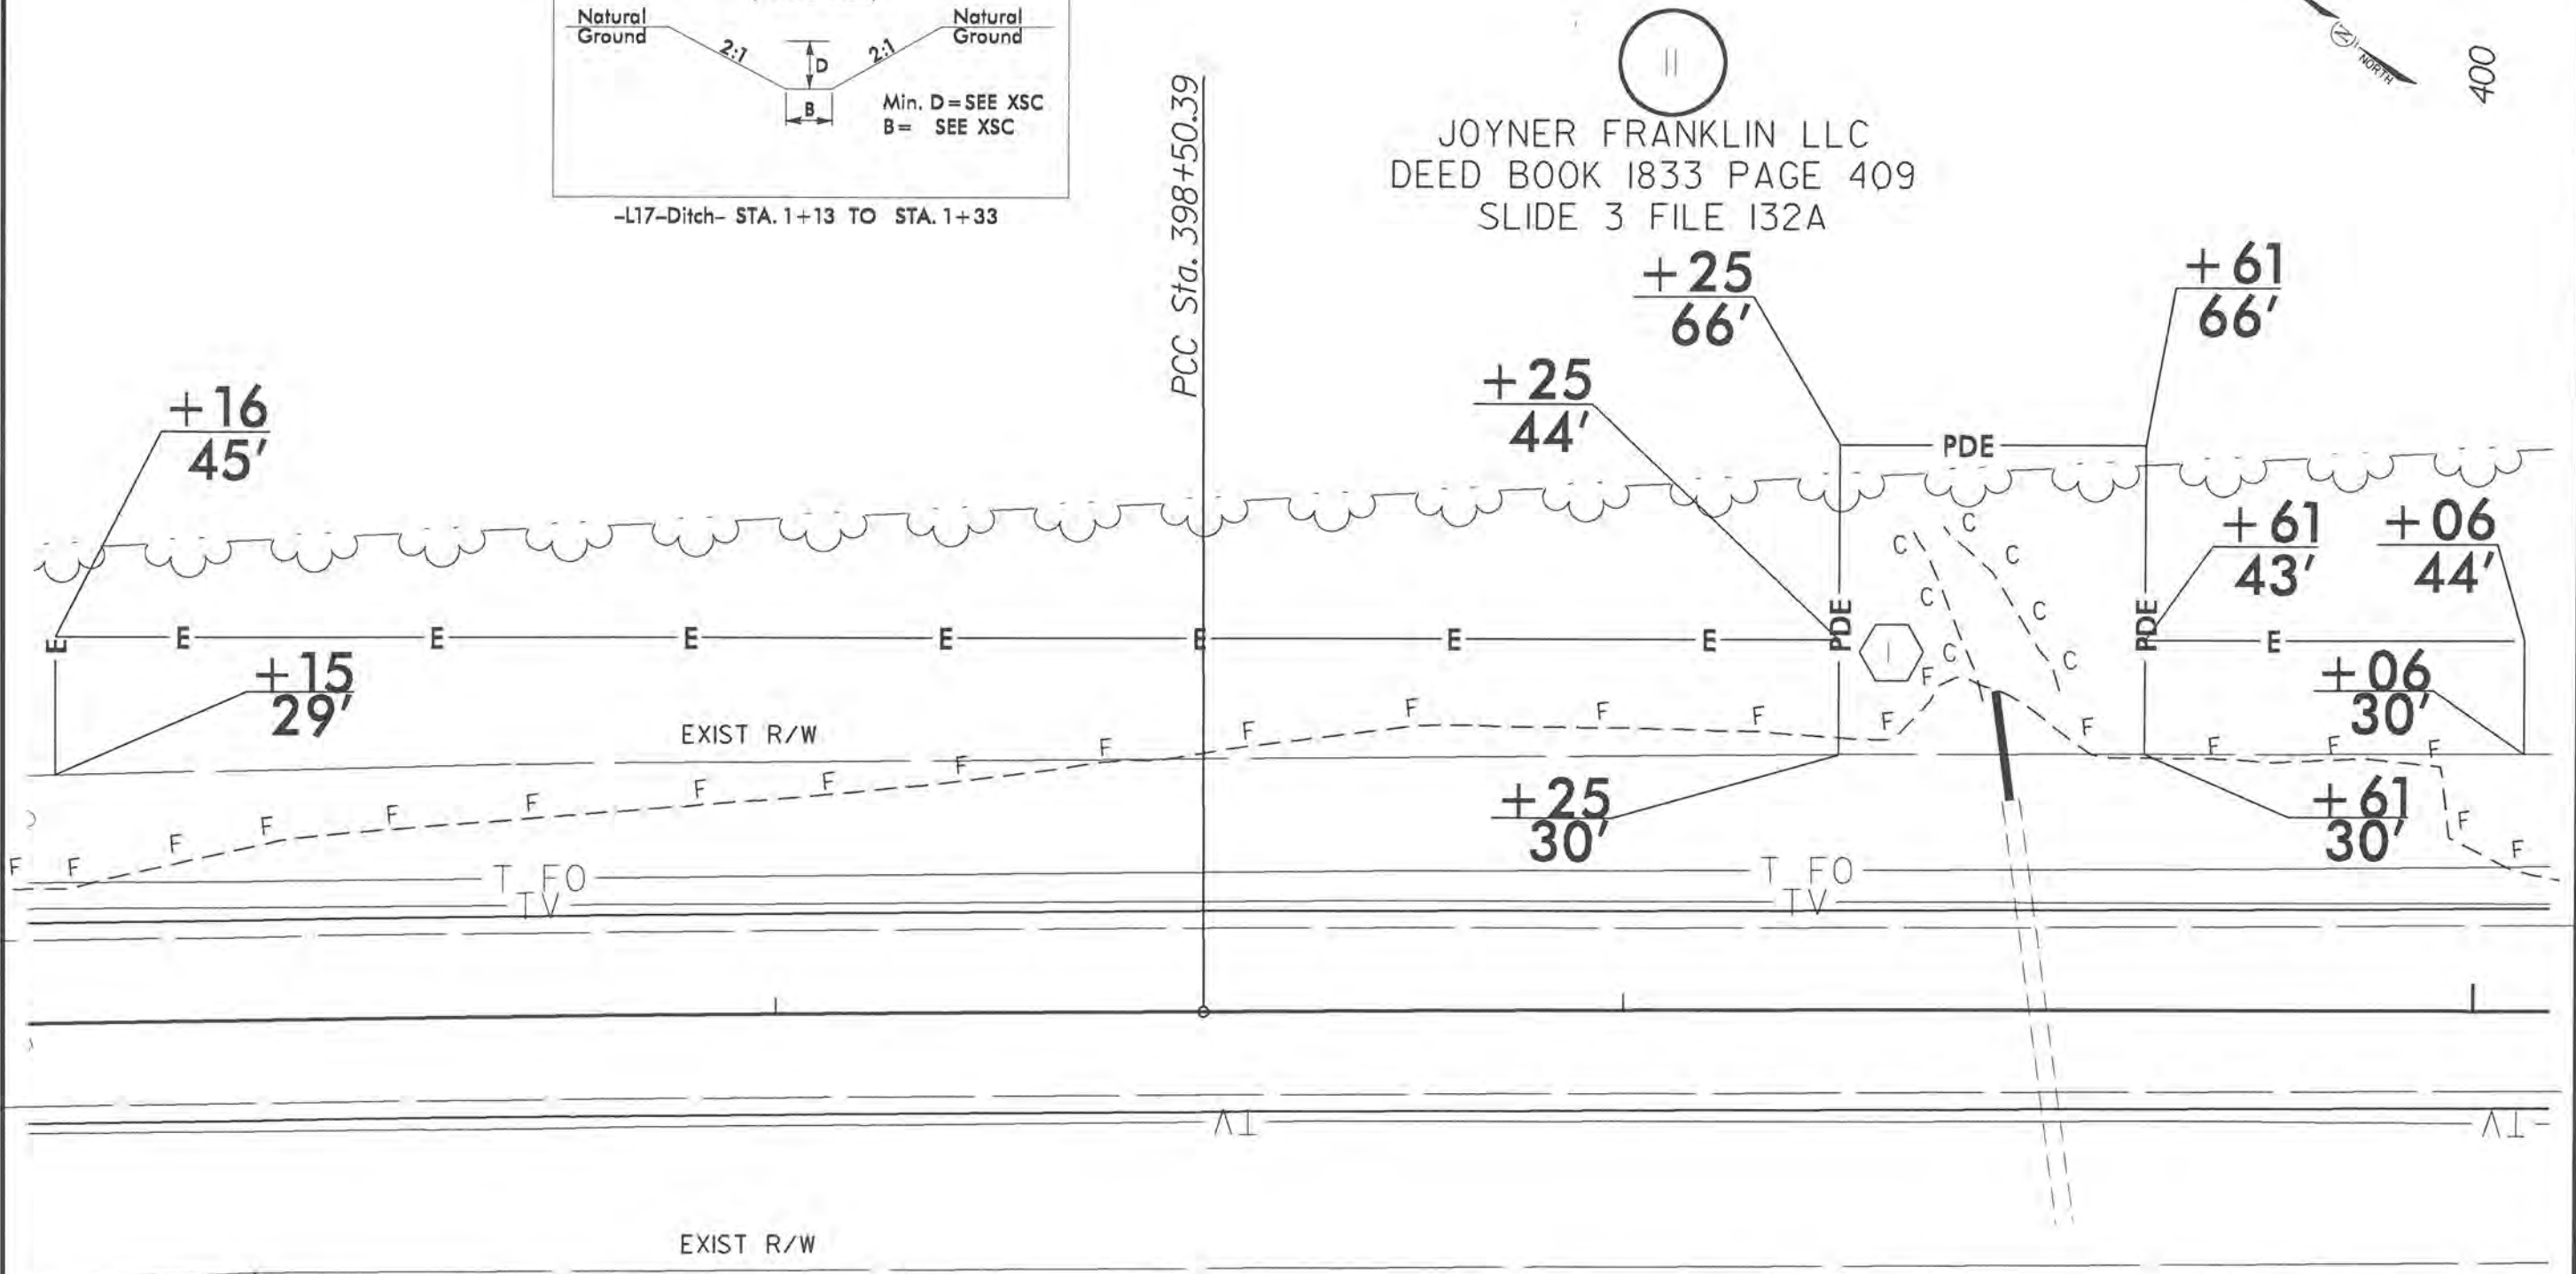 Natural
Ground
2:1
D
2:1
Natural
Ground
B
Min. D=SEE XSC
B= SEE XSC
-L17-Ditch- STA. 1+13 TO STA. 1+33
PCC Sta. 398+50.39
11
JOYNER FRANKLIN LLC
DEED BOOK 1833 PAGE 409
SLIDE 3 FILE 132A
N
NORTH
400
+25
66'
+61
66'
+25
44'
+16
45'
PDE
+61
43'
+06
44'
C C
C C
C C
C C
PDE
PDE
E E E E E E E E E
1
+15
29'
+06
30'
EXIST R/W
F F F F F F F F F F F F F F F F F F F F F F
+25
30'
+61
30'
T FO
T FO
TV
TV
TV
TV
EXIST R/W